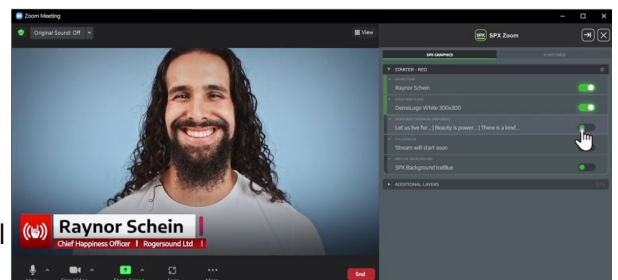 Zoom Meeting
Original Sound: Off
View
SPX SPX Zoom
SPX GRAPHICS
STARTER - RED
Raynor Schein
DemoLogo White 300x300
Let us live for... | Beauty is power... | There is a kind...
Stream will start soon
SPX Background IceBlue
ADDITIONAL LAYERS
Raynor Schein
Chief Happiness Officer | Rogersound Ltd
End